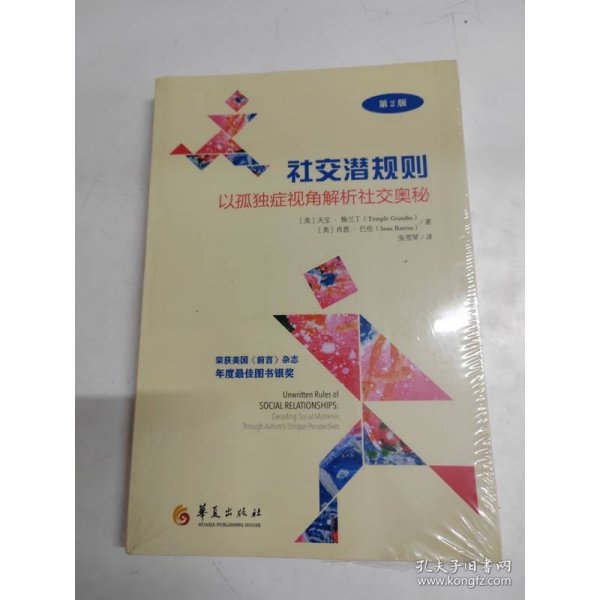 第2版
社交潜规则
以孤独症视角解析社交奥秘
[美] 天宝·格兰丁（Temple Grandin）
[美] 肖恩·巴伦（Sean Barron） / 著
张雪琴 / 译
荣获美国《前言》杂志
年度最佳图书银奖
Unwritten Rules of
SOCIAL RELATIONSHIPS:
Decoding Social Mysteries
Through Autism's Unique Perspectives
华夏出版社
HUAXIA PUBLISHING HOUSE
孔夫子旧书网
www.kongfz.com